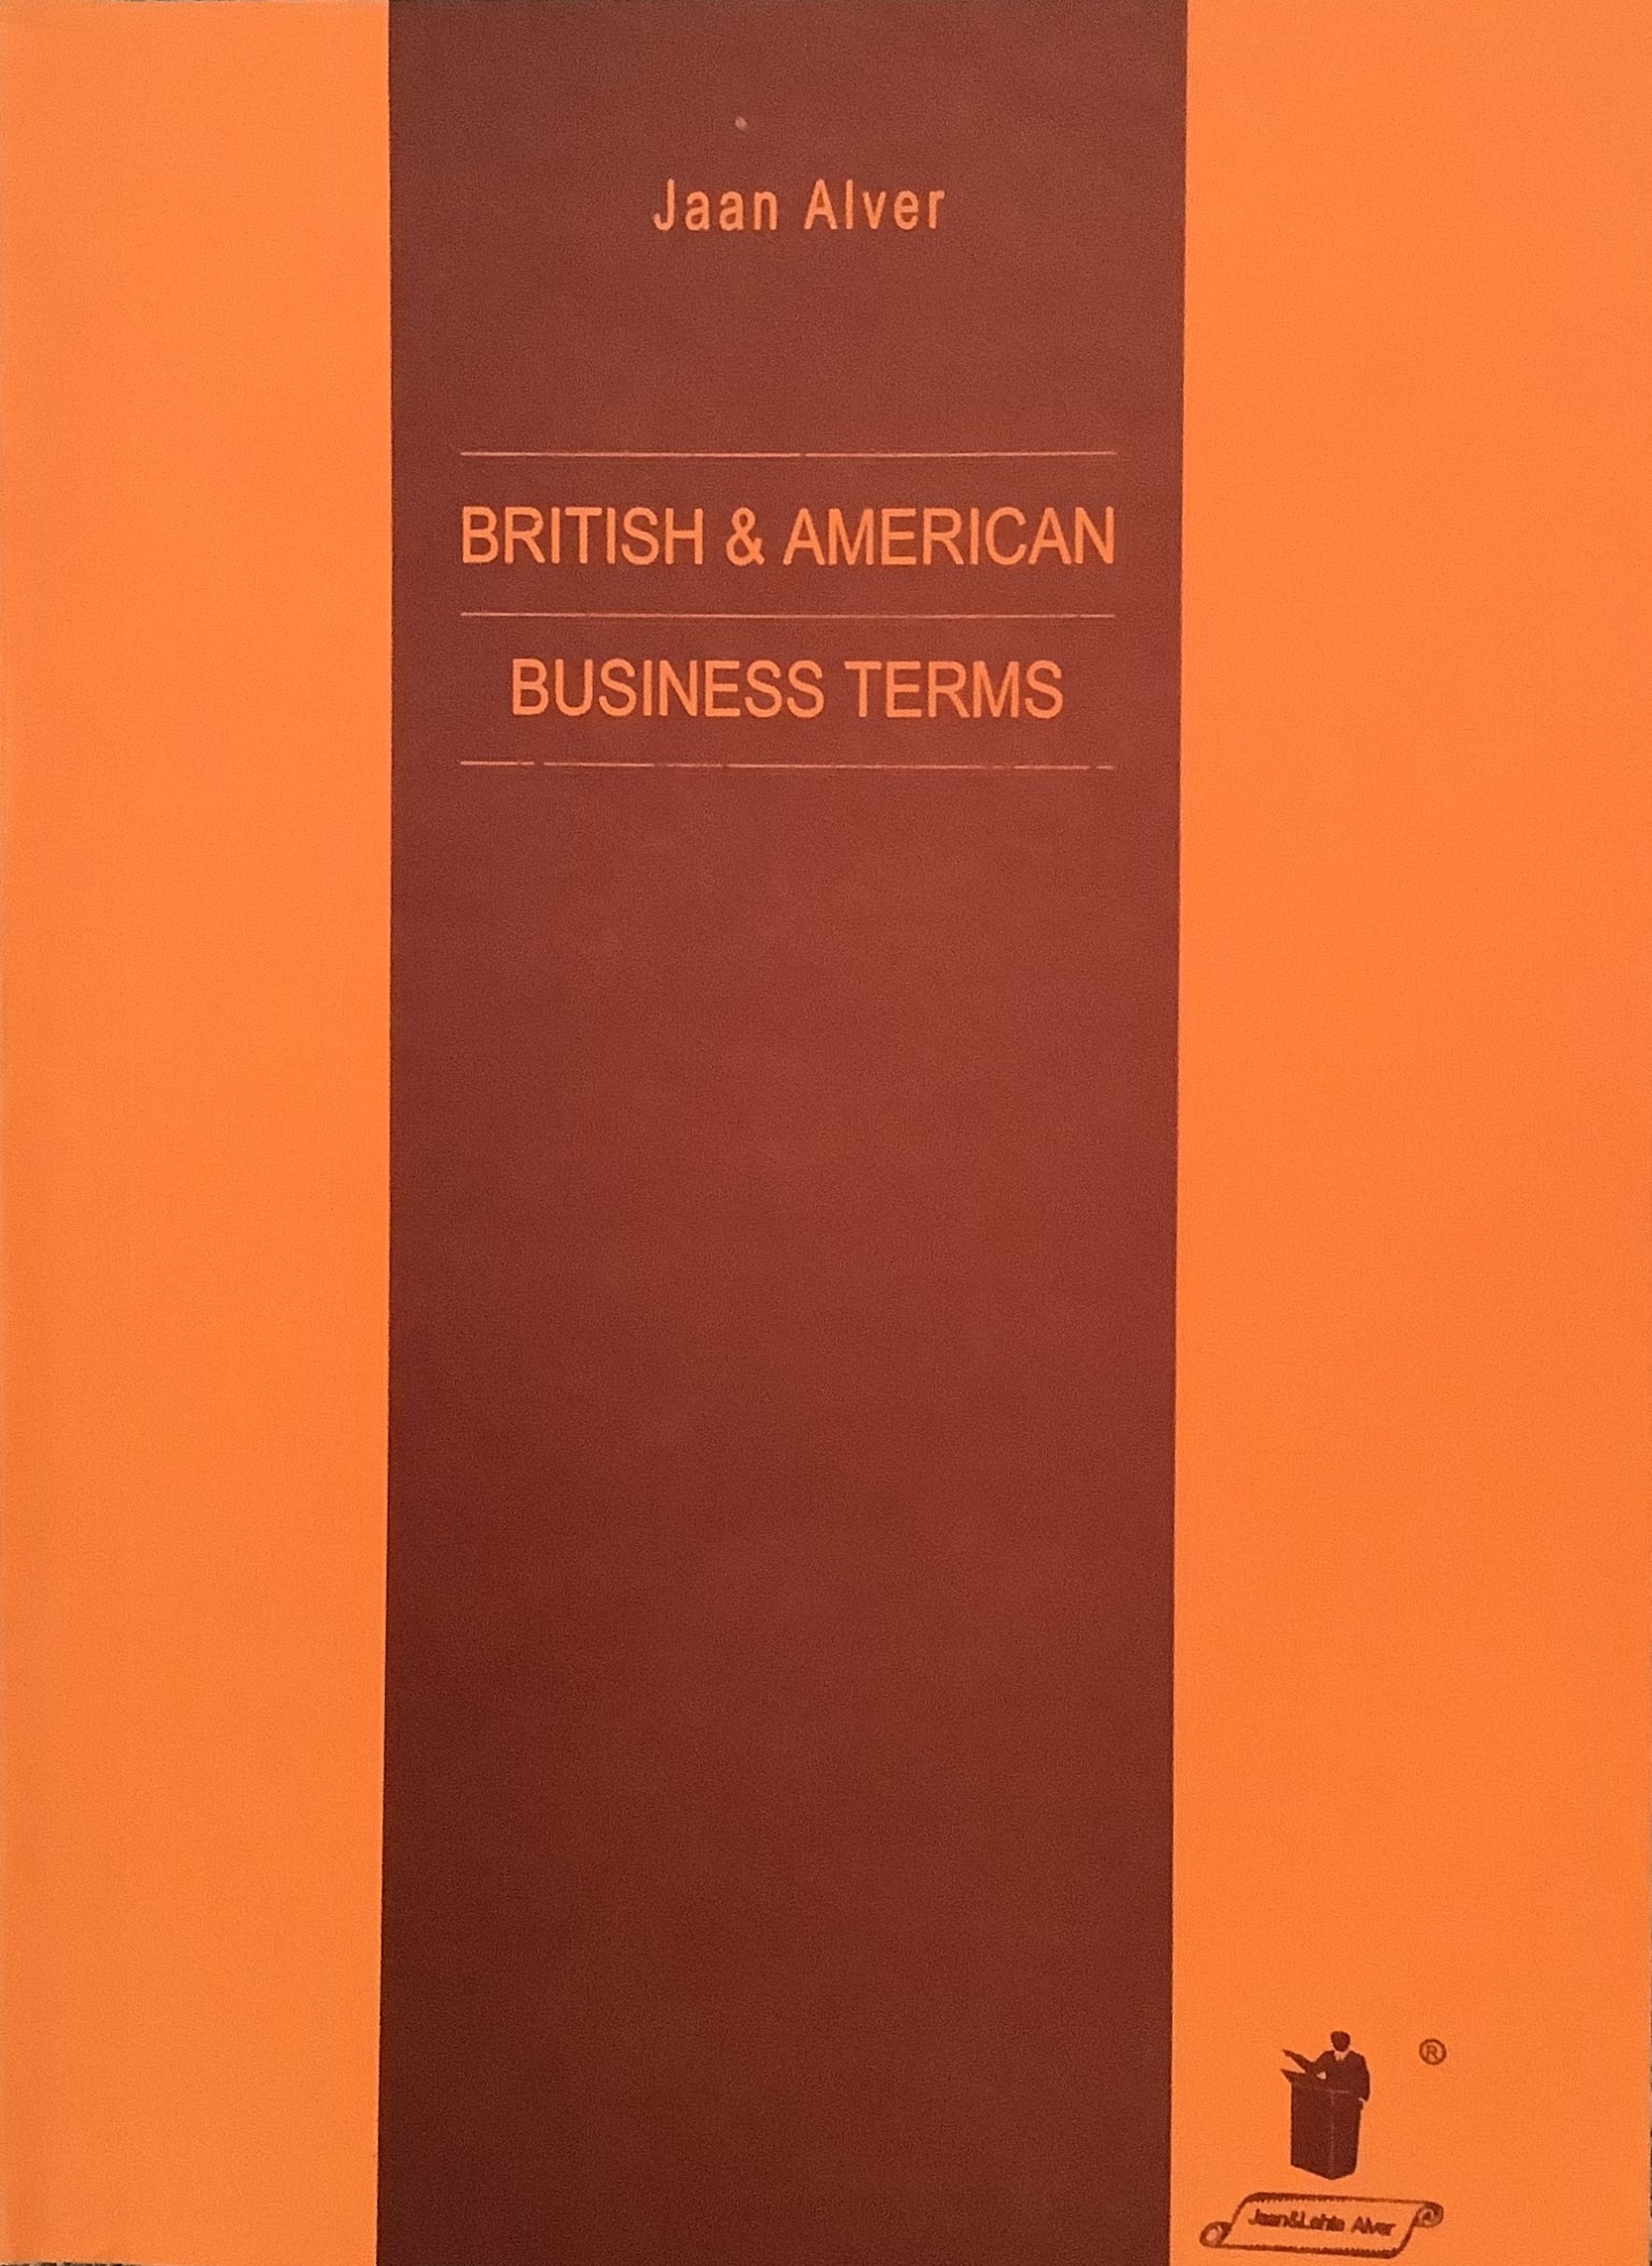 Jaan Alver
BRITISH & AMERICAN
BUSINESS TERMS
®
Jaan&Lehte Alver